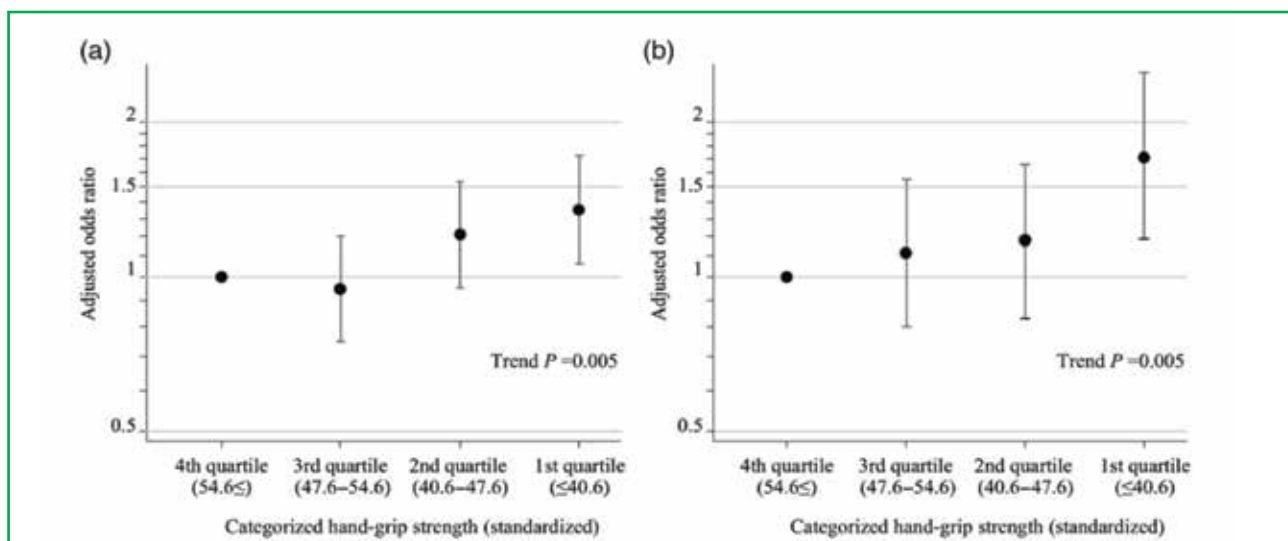 (a)
Adjusted odds ratio
2
1.5
1
0.5
Trend P =0.005
4th quartile
(54.6≤)
3rd quartile
(47.6–54.6)
2nd quartile
(40.6–47.6)
1st quartile
(≤40.6)
Categorized hand-grip strength (standardized)
(b)
Adjusted odds ratio
2
1.5
1
0.5
Trend P =0.005
4th quartile
(54.6≤)
3rd quartile
(47.6–54.6)
2nd quartile
(40.6–47.6)
1st quartile
(≤40.6)
Categorized hand-grip strength (standardized)